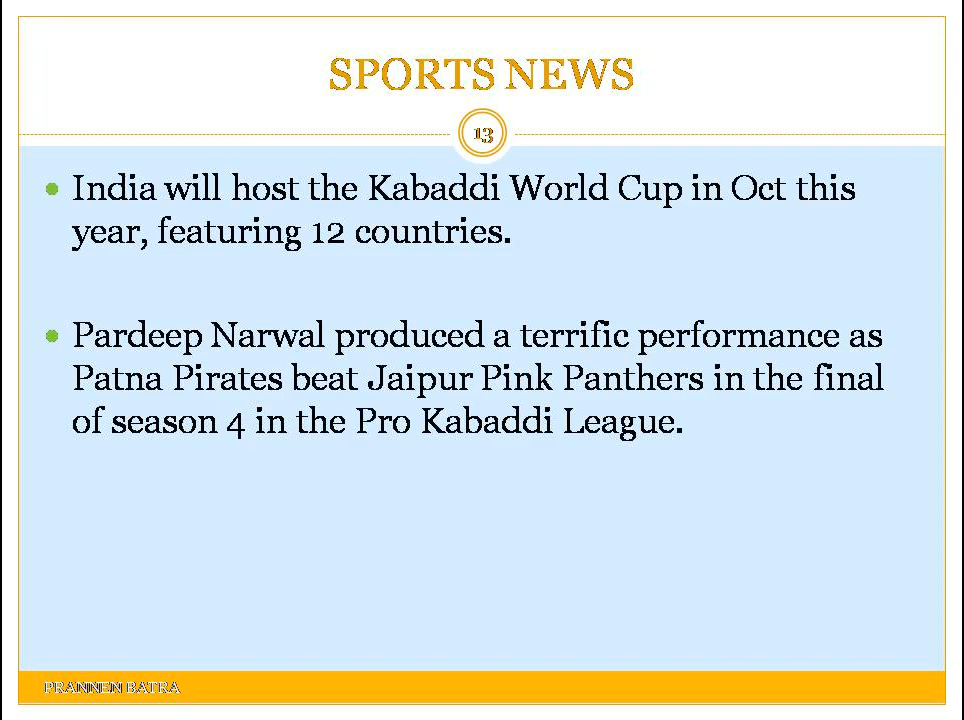 SPORTS NEWS
13
• India will host the Kabaddi World Cup in Oct this
year, featuring 12 countries.
• Pardeep Narwal produced a terrific performance as
Patna Pirates beat Jaipur Pink Panthers in the final
of season 4 in the Pro Kabaddi League.
PRANNEN BATRA